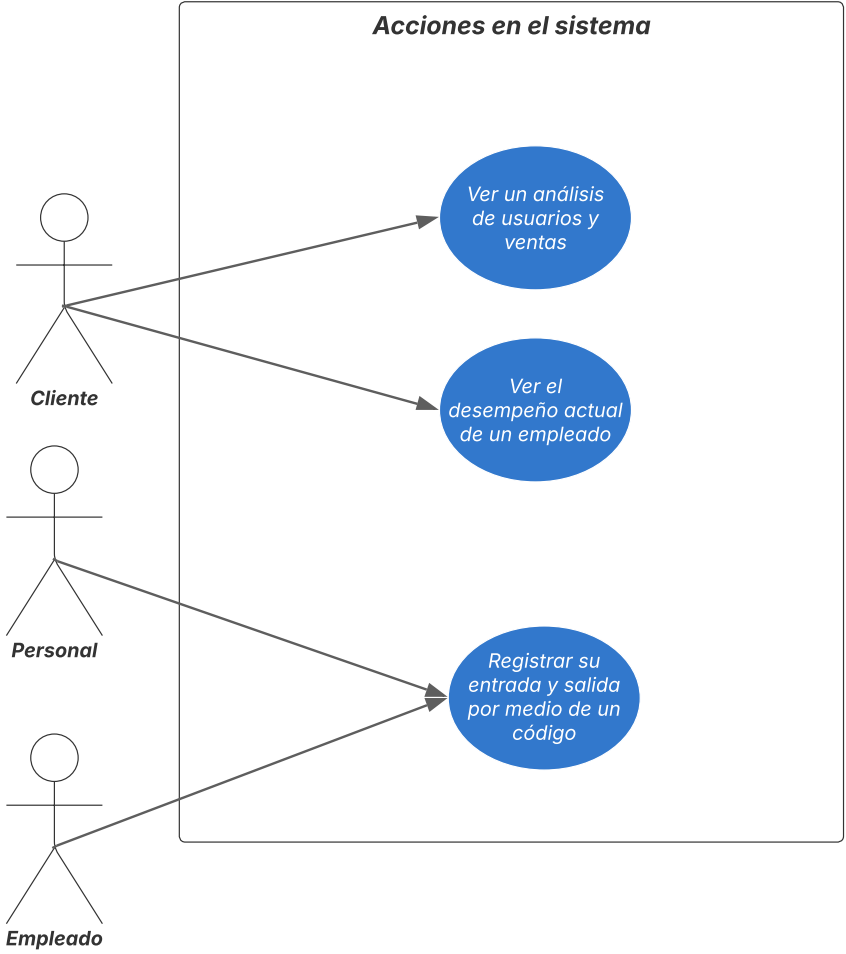 Acciones en el sistema
Ver un análisis
de usuarios y
ventas
Cliente
Ver el
desempeño actual
de un empleado
Personal
Registrar su
entrada y salida
por medio de un
código
Empleado